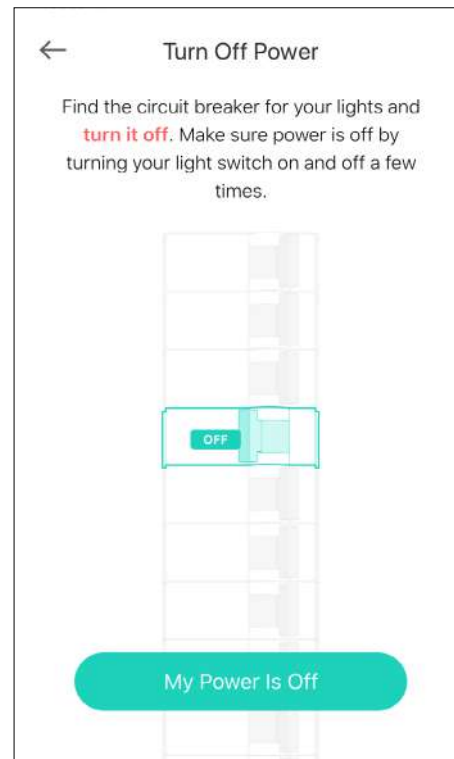 Turn Off Power
Find the circuit breaker for your lights and
turn it off. Make sure power is off by
turning your light switch on and off a few
times.
OFF
My Power Is Off